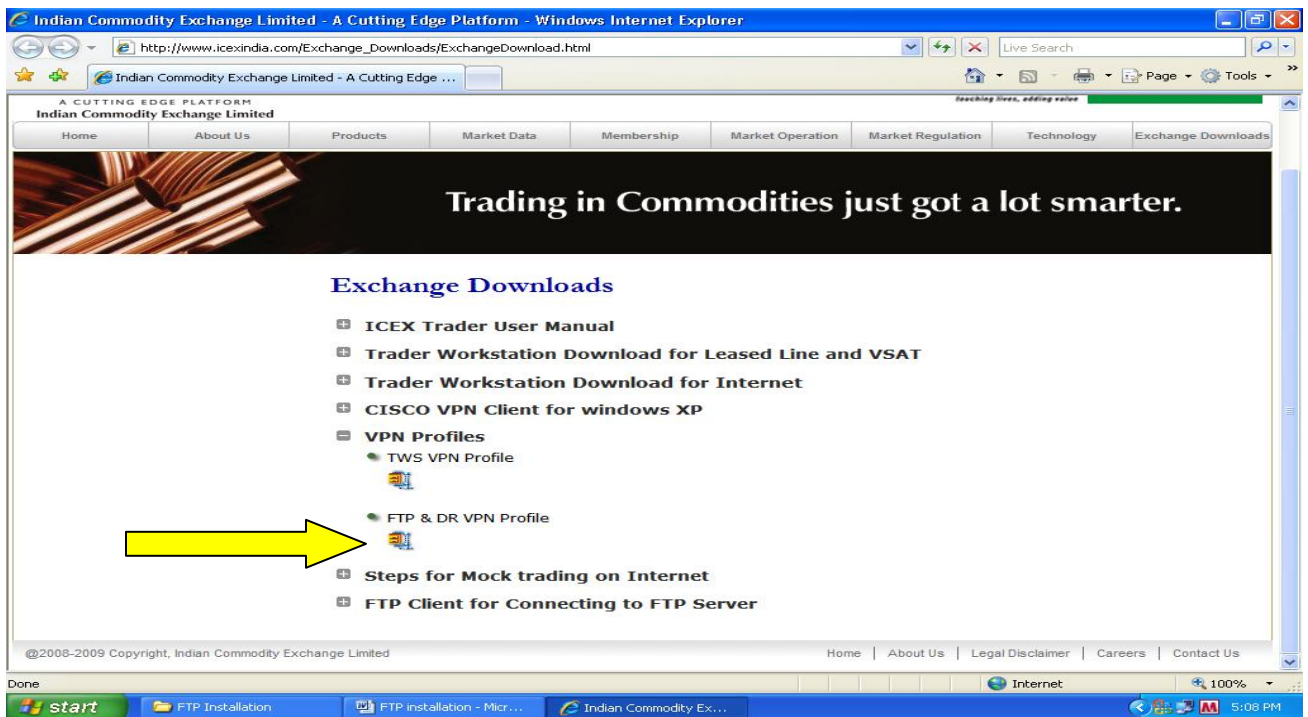 Indian Commodity Exchange Limited - A Cutting Edge Platform - Windows Internet Explorer
http://www.icexindia.com/Exchange_Downloads/ExchangeDownload.html
Live Search
Indian Commodity Exchange Limited - A Cutting Edge ...
Page
Tools
A CUTTING EDGE PLATFORM
Indian Commodity Exchange Limited
teaching lives, adding value
Home
About Us
Products
Market Data
Membership
Market Operation
Market Regulation
Technology
Exchange Downloads
Trading in Commodities just got a lot smarter.
Exchange Downloads
ICEX Trader User Manual
Trader Workstation Download for Leased Line and VSAT
Trader Workstation Download for Internet
CISCO VPN Client for windows XP
VPN Profiles
TWS VPN Profile
FTP & DR VPN Profile
Steps for Mock trading on Internet
FTP Client for Connecting to FTP Server
@2008-2009 Copyright, Indian Commodity Exchange Limited
Home | About Us | Legal Disclaimer | Careers | Contact Us
Done
Internet
100%
start
FTP Installation
FTP installation - Micr...
Indian Commodity Ex...
5:08 PM